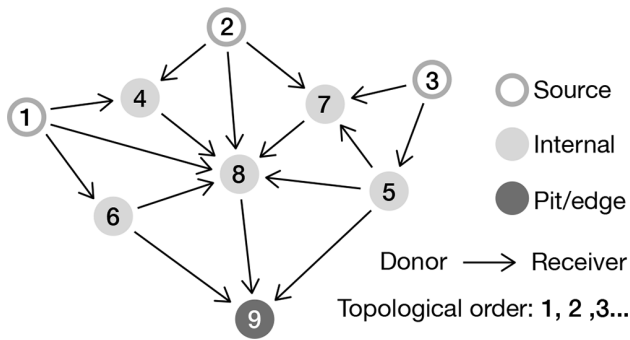 2
3
1
4
7
8
5
6
9
Source
Internal
Pit/edge
Donor Receiver
Topological order: 1, 2 ,3...